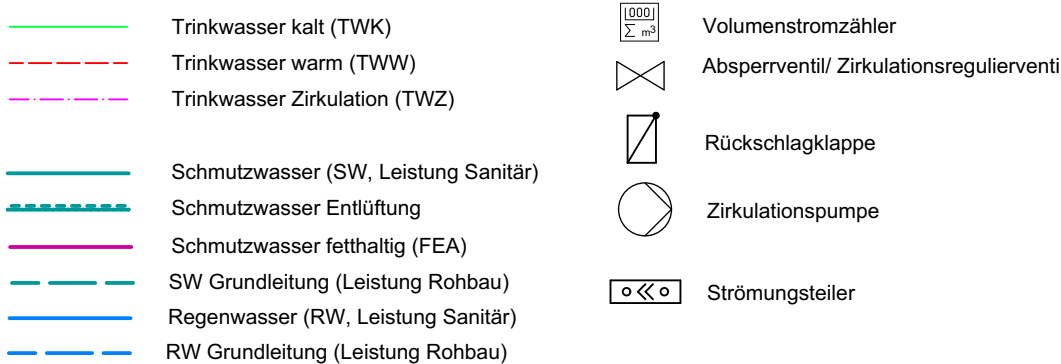 Trinkwasser kalt (TWK)
Trinkwasser warm (TWW)
Trinkwasser Zirkulation (TWZ)
Schmutzwasser (SW, Leistung Sanitär)
Schmutzwasser Entlüftung
Schmutzwasser fetthaltig (FEA)
SW Grundleitung (Leistung Rohbau)
Regenwasser (RW, Leistung Sanitär)
RW Grundleitung (Leistung Rohbau)
000
Σ m³
Volumenstromzähler
Absperrventil/ Zirkulationsregulierventi
Rückschlagklappe
Zirkulationspumpe
Strömungsteiler